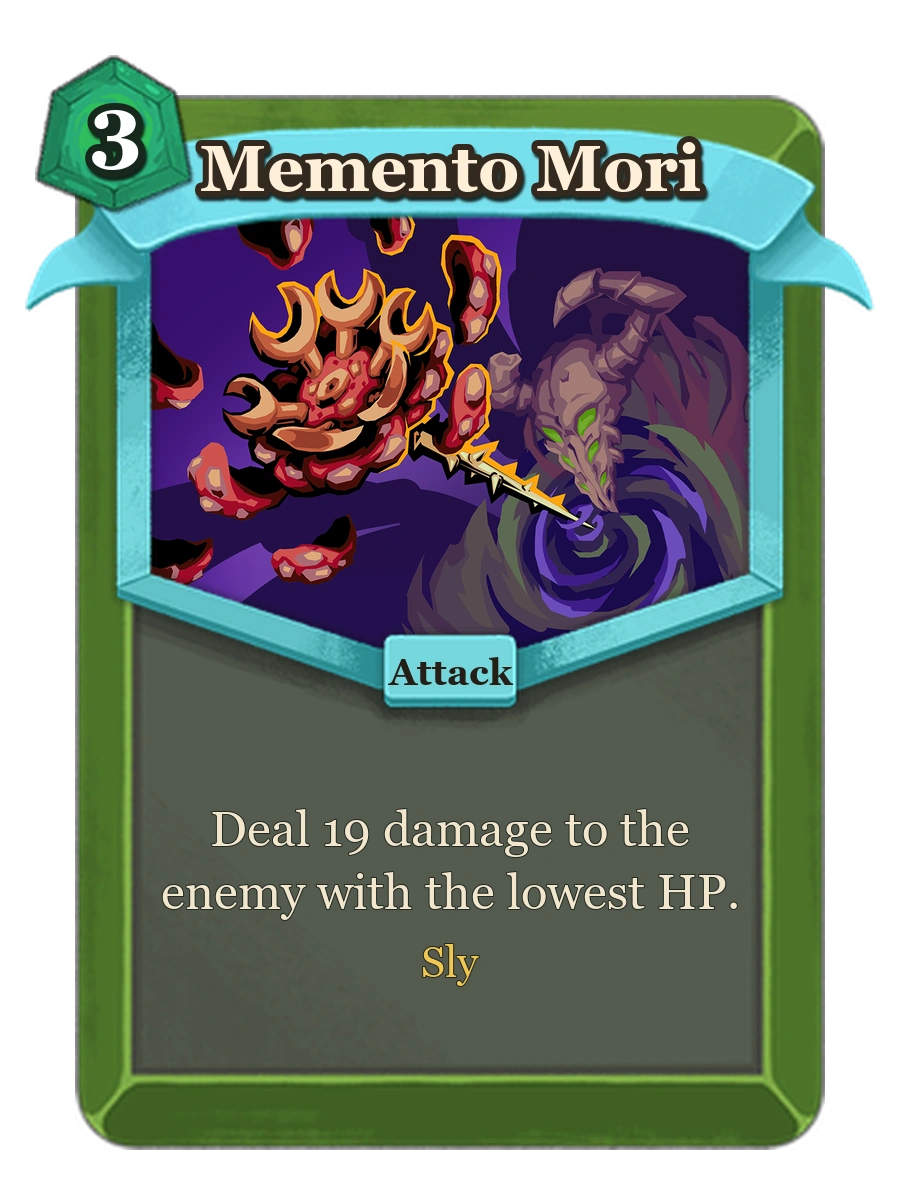 3
Memento Mori
Attack
Deal 19 damage to the
enemy with the lowest HP.
Sly